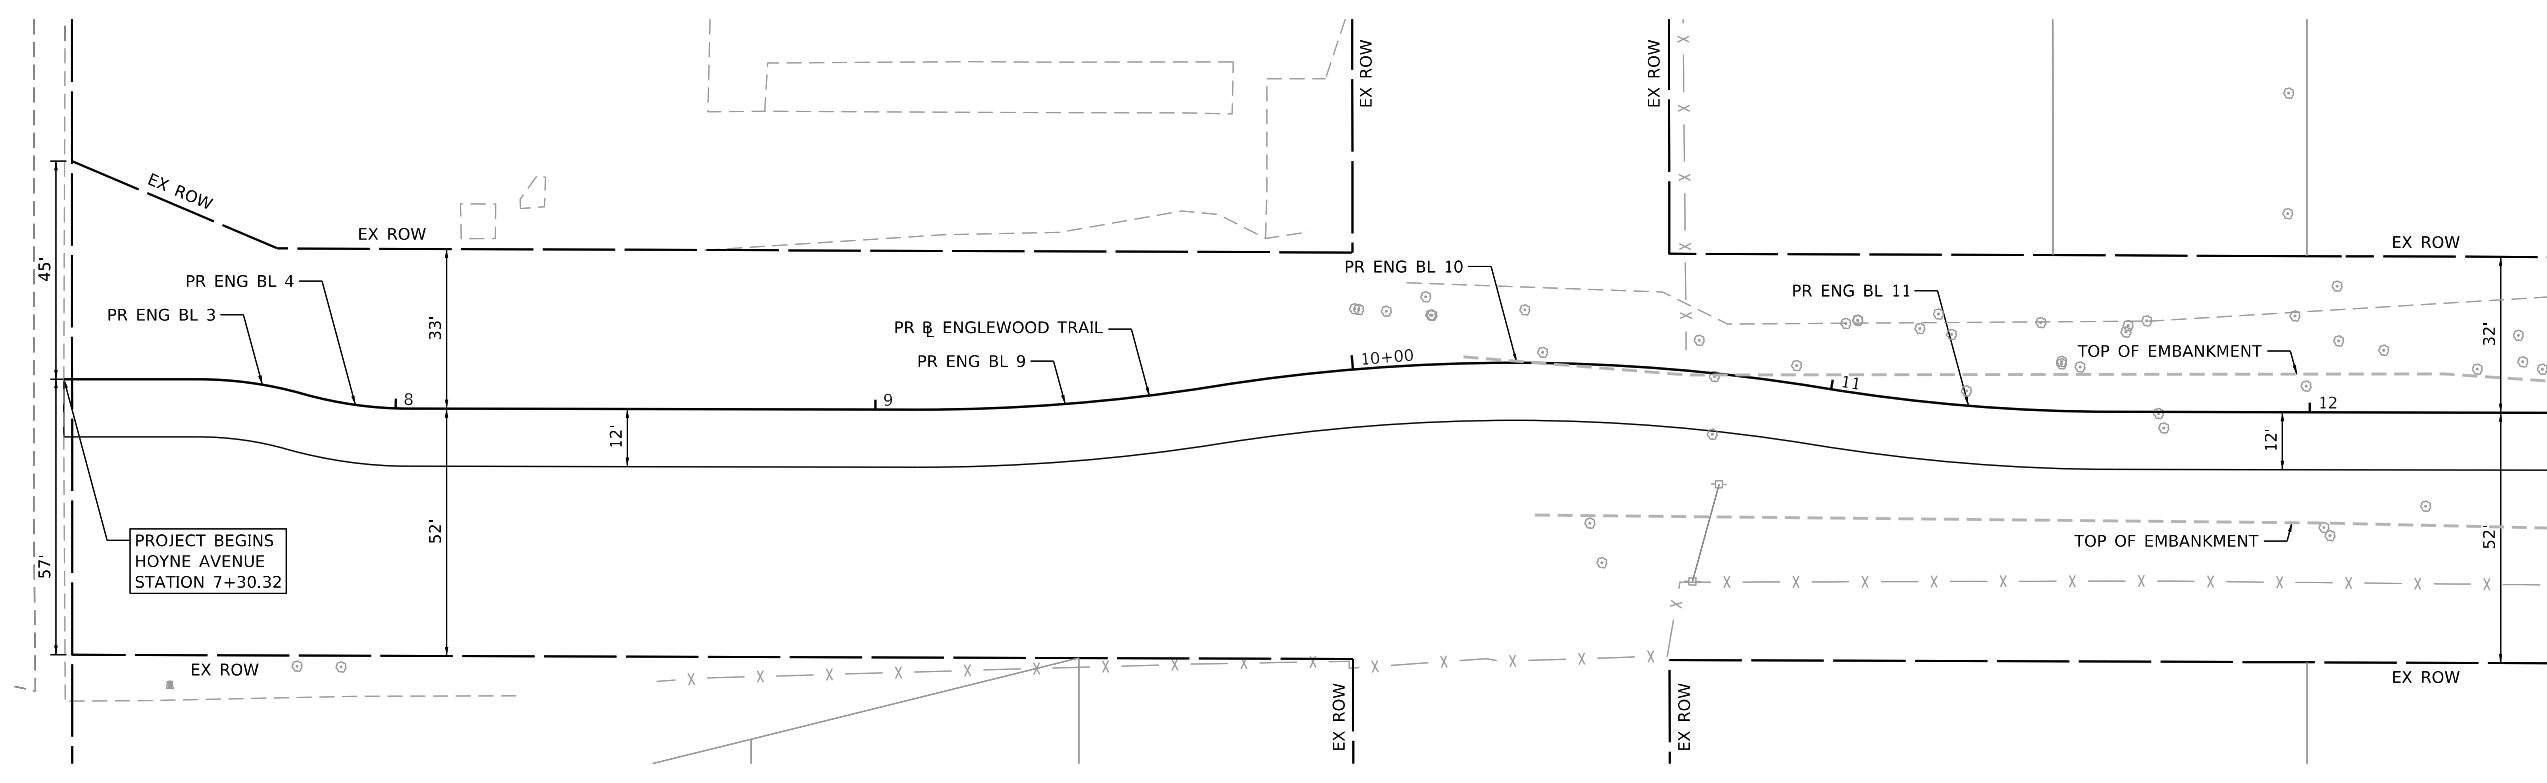 EX ROW
EX ROW
EX ROW
EX ROW
EX ROW
45'
33'
PR ENG BL 4
PR ENG BL 3
PR BL ENGLEWOOD TRAIL
PR ENG BL 9
PR ENG BL 10
PR ENG BL 11
32'
TOP OF EMBANKMENT
8
9
10+00
11
12
12'
12'
52'
57'
PROJECT BEGINS
HOYNE AVENUE
STATION 7+30.32
52'
TOP OF EMBANKMENT
EX ROW
EX ROW
EX ROW
EX ROW